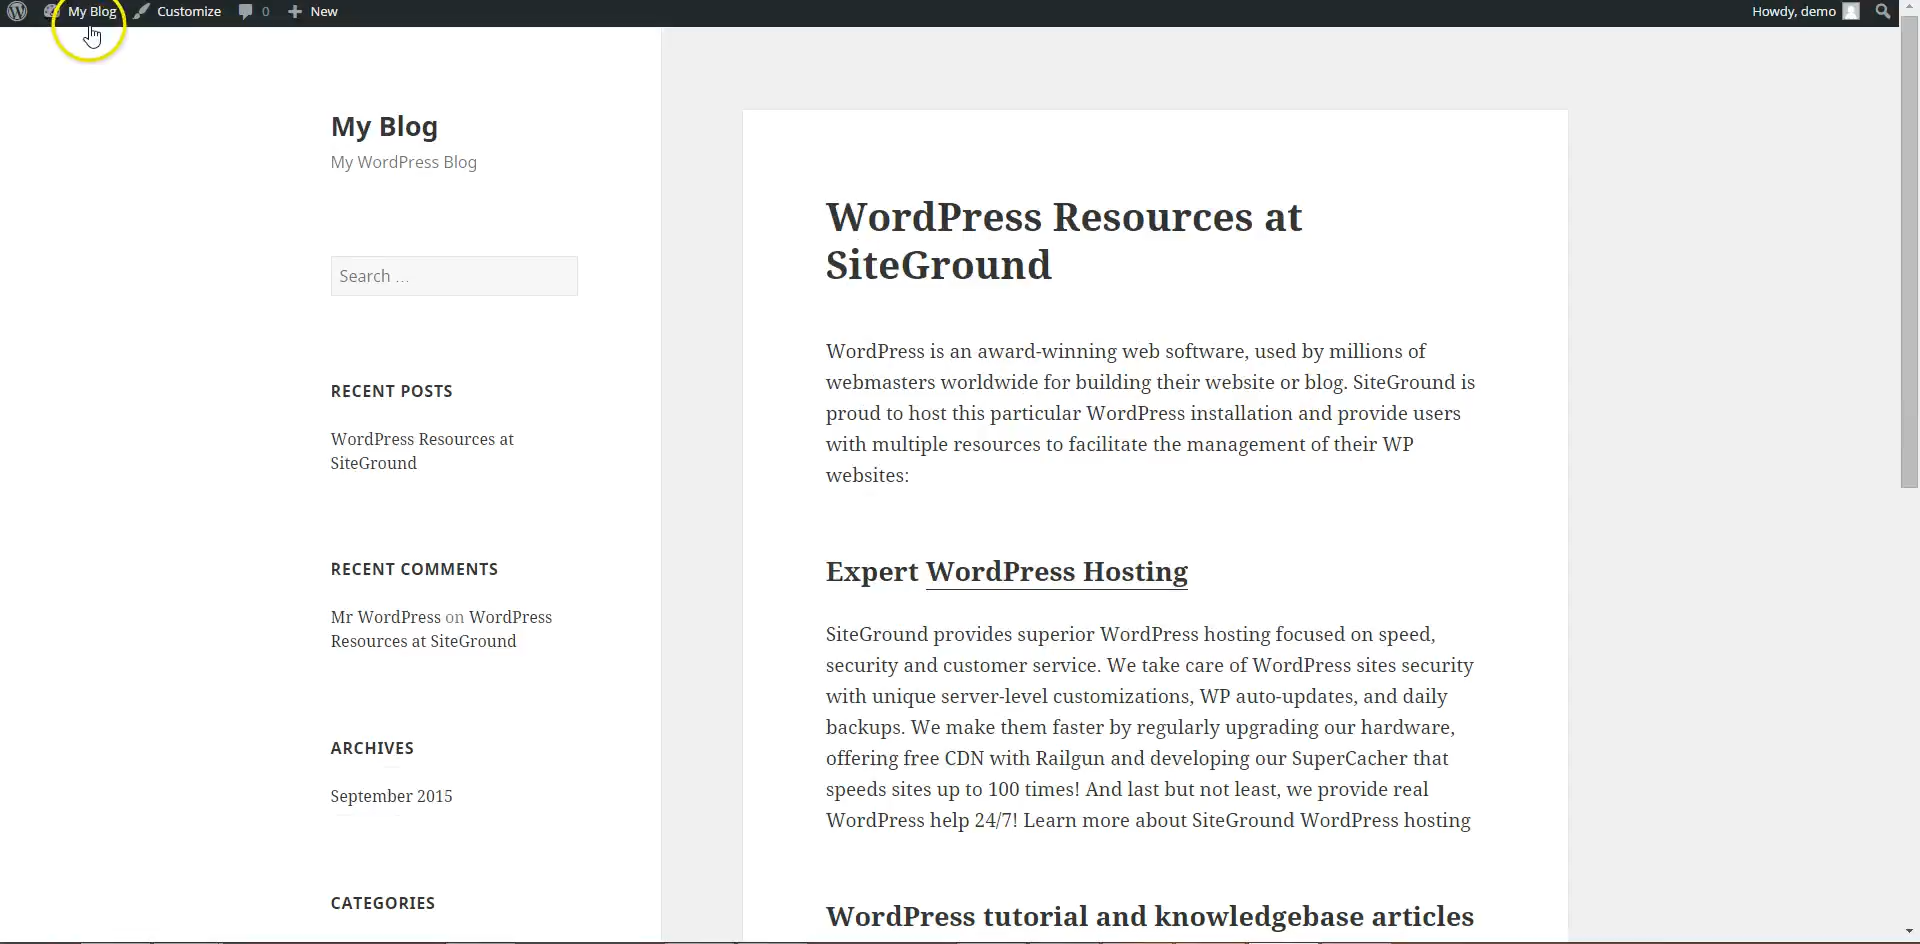 My Blog Customize 0 New Howdy, demo
My Blog
My WordPress Blog
Search …
RECENT POSTS
WordPress Resources at
SiteGround
RECENT COMMENTS
Mr WordPress on WordPress
Resources at SiteGround
ARCHIVES
September 2015
CATEGORIES
WordPress Resources at
SiteGround
WordPress is an award-winning web software, used by millions of
webmasters worldwide for building their website or blog. SiteGround is
proud to host this particular WordPress installation and provide users
with multiple resources to facilitate the management of their WP
websites:
Expert WordPress Hosting
SiteGround provides superior WordPress hosting focused on speed,
security and customer service. We take care of WordPress sites security
with unique server-level customizations, WP auto-updates, and daily
backups. We make them faster by regularly upgrading our hardware,
offering free CDN with Railgun and developing our SuperCacher that
speeds sites up to 100 times! And last but not least, we provide real
WordPress help 24/7! Learn more about SiteGround WordPress hosting
WordPress tutorial and knowledgebase articles